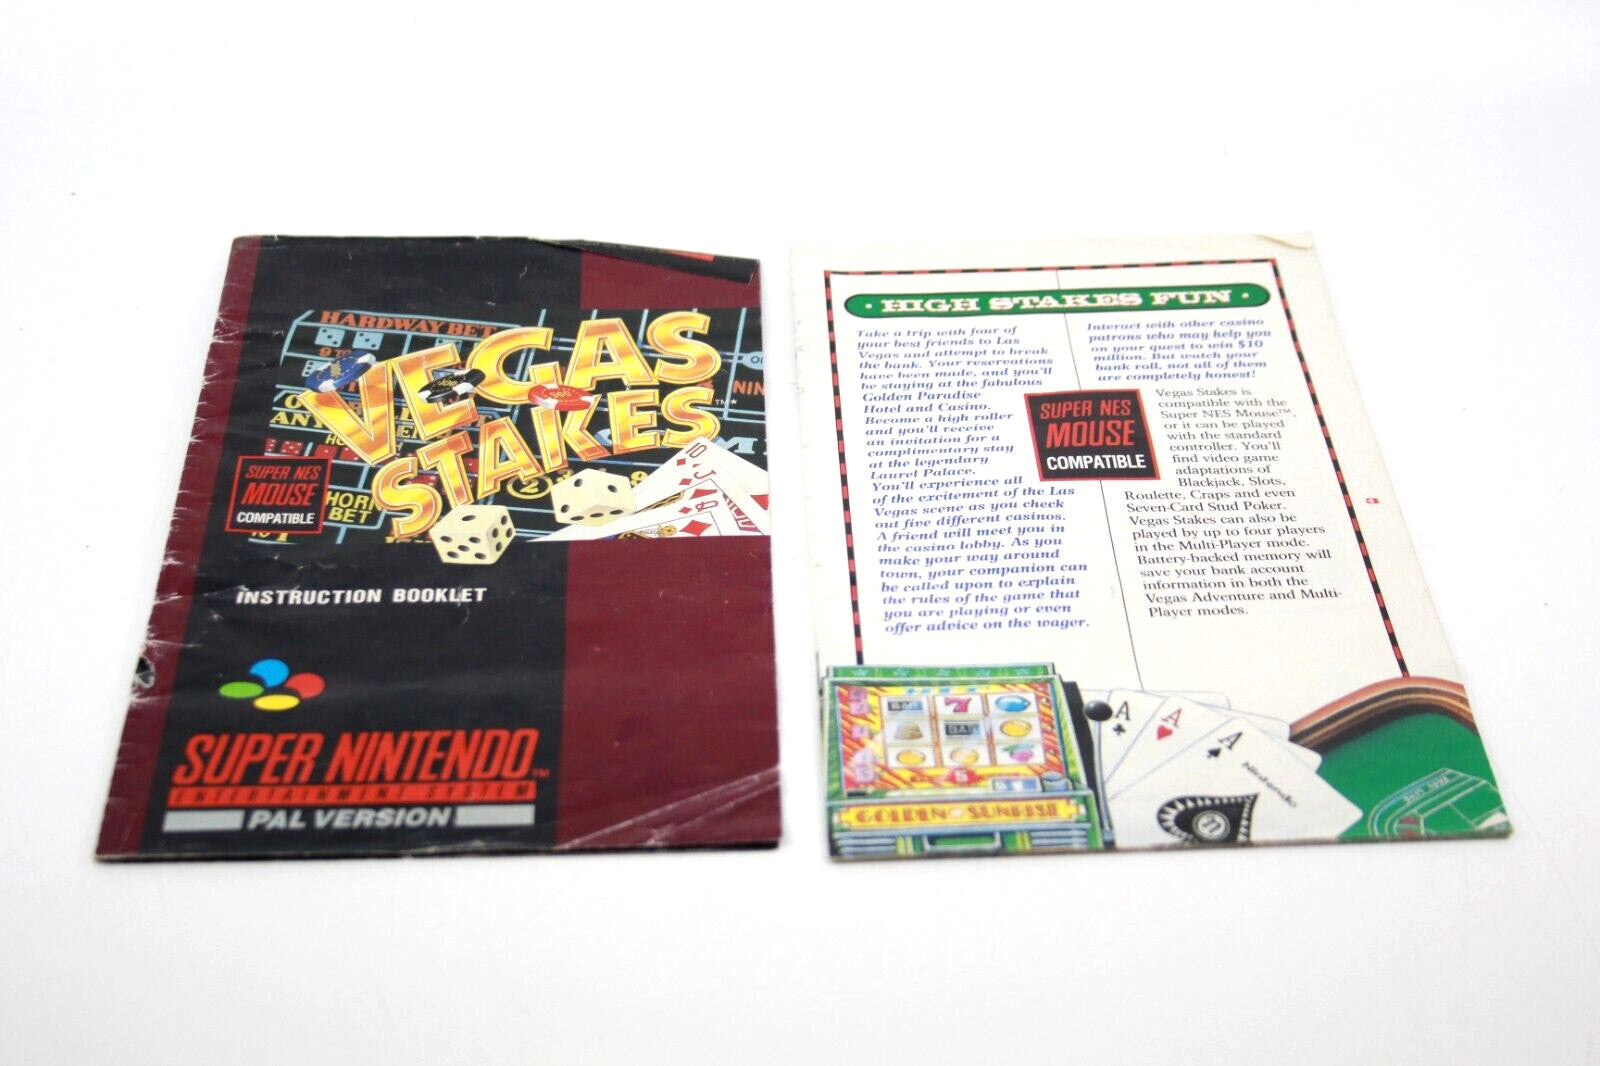 HARDWAY BET
9 TO
VEGAS
STAKES
™*
NIN
HORN
BET
10
J
SUPER NES
MOUSE
COMPATIBLE
INSTRUCTION BOOKLET
SUPER NINTENDO™
ENTERTAINMENT SYSTEM
PAL VERSION
· HIGH STAKES FUN ·
Take a trip with four of
your best friends to Las
Vegas and attempt to break
the bank. Your reservations
have been made, and you'll
be staying at the fabulous
Golden Paradise
Hotel and Casino.
Become a high roller
and you'll receive
an invitation for a
complimentary stay
at the legendary
Laurel Palace.
You'll experience all
of the excitement of the Las
Vegas scene as you check
out five different casinos.
A friend will meet you in
the casino lobby. As you
make your way around
town, your companion can
be called upon to explain
the rules of the game that
you are playing or even
offer advice on the wager.
Interact with other casino
patrons who may help you
on your quest to win $10
million. But watch your
bank roll, not all of them
are completely honest!
SUPER NES
MOUSE
COMPATIBLE
Vegas Stakes is
compatible with the
Super NES Mouse™,
or it can be played
with the standard
controller. You'll
find video game
adaptations of
Blackjack, Slots,
Roulette, Craps and even
Seven-Card Stud Poker.
Vegas Stakes can also be
played by up to four players
in the Multi-Player mode.
Battery-backed memory will
save your bank account
information in both the
Vegas Adventure and Multi-
Player modes.
3
7
BAR
GOLDEN SUNRISE
A
A
A
Nintendo